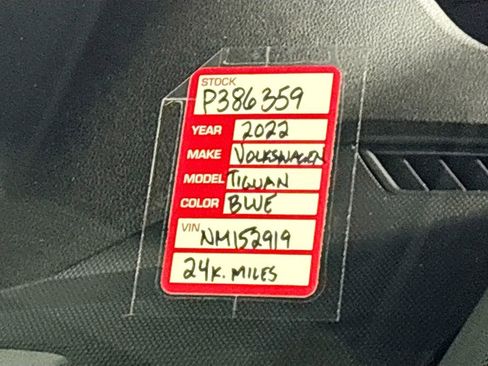 STOCK
P386359
YEAR 2022
MAKE VOLKSWAGEN
MODEL TIGUAN
COLOR BLUE
VIN NM152919
24K. MILES